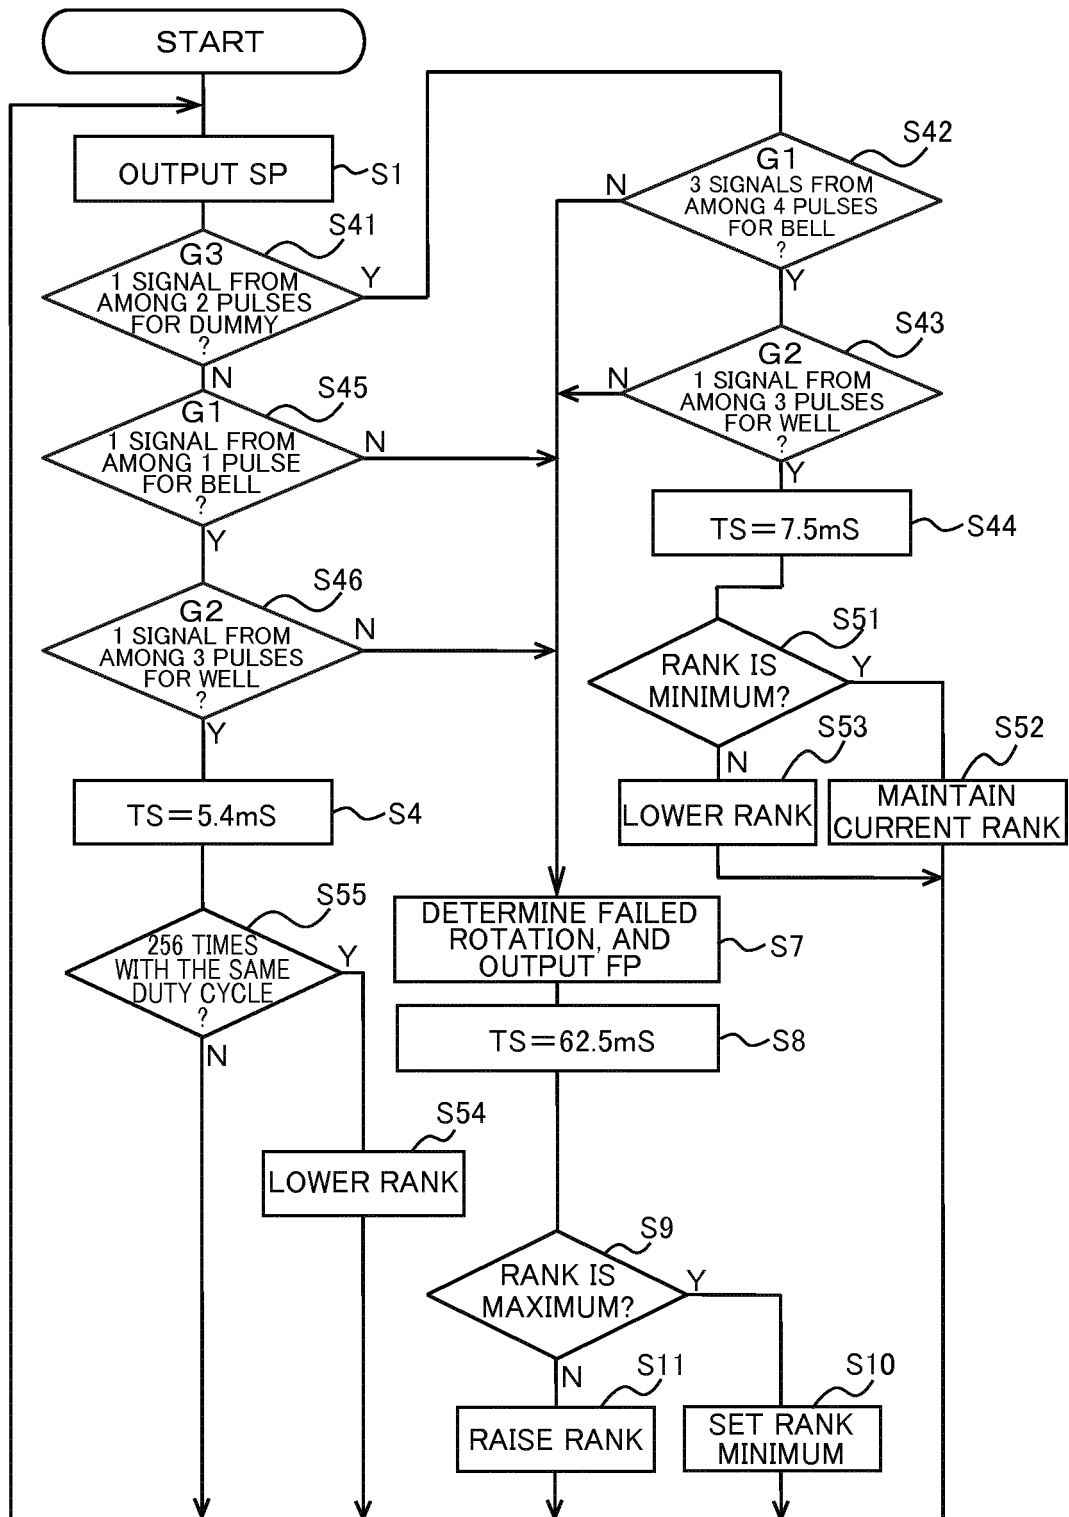 START
OUTPUT SP
S1
S41
G3
1 SIGNAL FROM
AMONG 2 PULSES
FOR DUMMY
?
Y
N
S42
G1
3 SIGNALS FROM
AMONG 4 PULSES
FOR BELL
?
N
Y
S43
G2
1 SIGNAL FROM
AMONG 3 PULSES
FOR WELL
?
N
Y
TS=7.5mS
S44
S45
G1
1 SIGNAL FROM
AMONG 1 PULSE
FOR BELL
?
N
Y
S46
G2
1 SIGNAL FROM
AMONG 3 PULSES
FOR WELL
?
N
Y
S51
RANK IS
MINIMUM?
Y
N
S53
LOWER RANK
S52
MAINTAIN
CURRENT RANK
TS=5.4mS
S4
S55
256 TIMES
WITH THE SAME
DUTY CYCLE
?
Y
N
S54
LOWER RANK
DETERMINE FAILED
ROTATION, AND
OUTPUT FP
S7
TS=62.5mS
S8
S9
RANK IS
MAXIMUM?
Y
N
S11
RAISE RANK
S10
SET RANK
MINIMUM